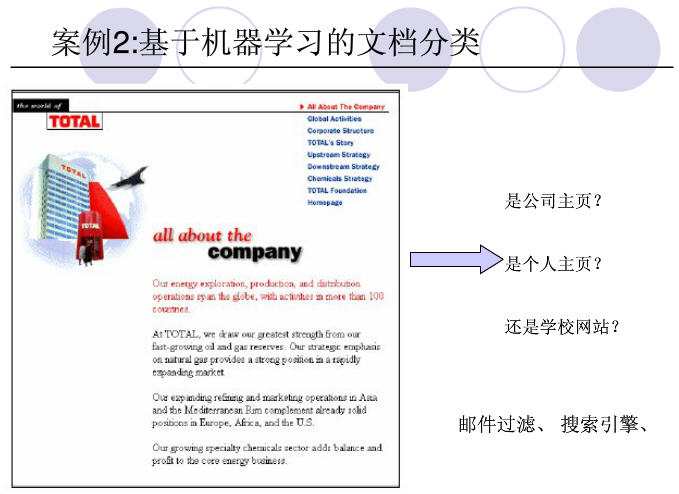 案例2:基于机器学习的文档分类
the world of
TOTAL
All About The Company
Global Activities
Corporate Structure
TOTAL's Story
Upstream Strategy
Downstream Strategy
Chemicals Strategy
TOTAL Foundation
Homepage
TOTAL
TOTAL
all about the
company
Our energy exploration, production, and distribution
operations span the globe, with activities in more than 100
countries.
At TOTAL, we draw our greatest strength from our
fast-growing oil and gas reserves. Our strategic emphasis
on natural gas provides a strong position in a rapidly
expanding market.
Our expanding refining and marketing operations in Asia
and the Mediterranean Rim complement already solid
positions in Europe, Africa, and the U.S.
Our growing specialty chemicals sector adds balance and
profit to the core energy business.
是公司主页？
是个人主页？
还是学校网站？
邮件过滤、 搜索引擎、